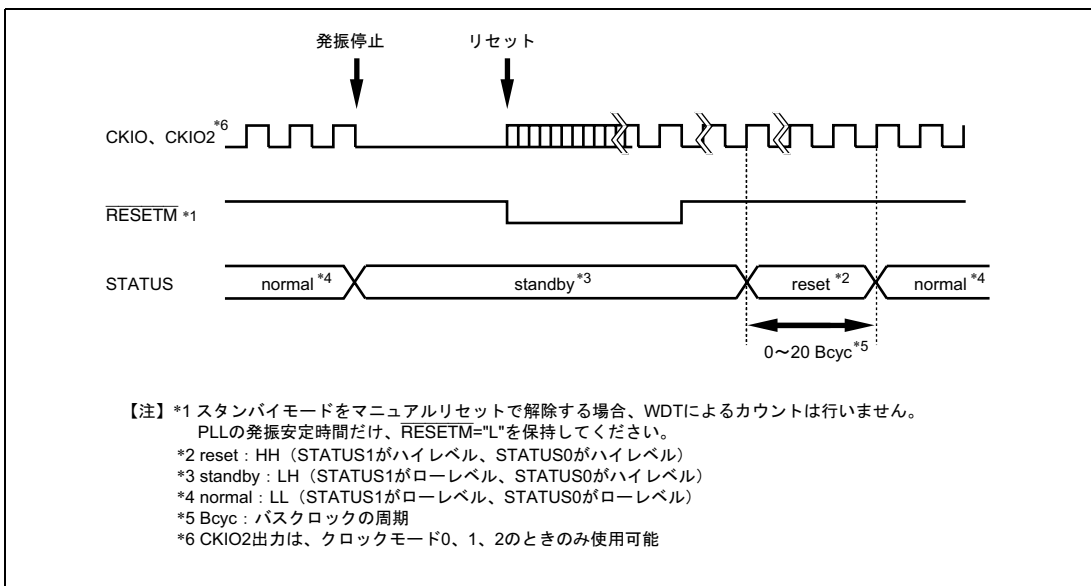 発振停止 リセット
CKIO、CKIO2*6
RESETM *1
STATUS normal *4 standby*3 reset *2 normal *4
0～20 Bcyc*5
【注】*1 スタンバイモードをマニュアルリセットで解除する場合、WDTによるカウントは行いません。
PLLの発振安定時間だけ、RESETM="L"を保持してください。
*2 reset：HH（STATUS1がハイレベル、STATUS0がハイレベル）
*3 standby：LH（STATUS1がローレベル、STATUS0がハイレベル）
*4 normal：LL（STATUS1がローレベル、STATUS0がローレベル）
*5 Bcyc：バスクロックの周期
*6 CKIO2出力は、クロックモード0、1、2のときのみ使用可能